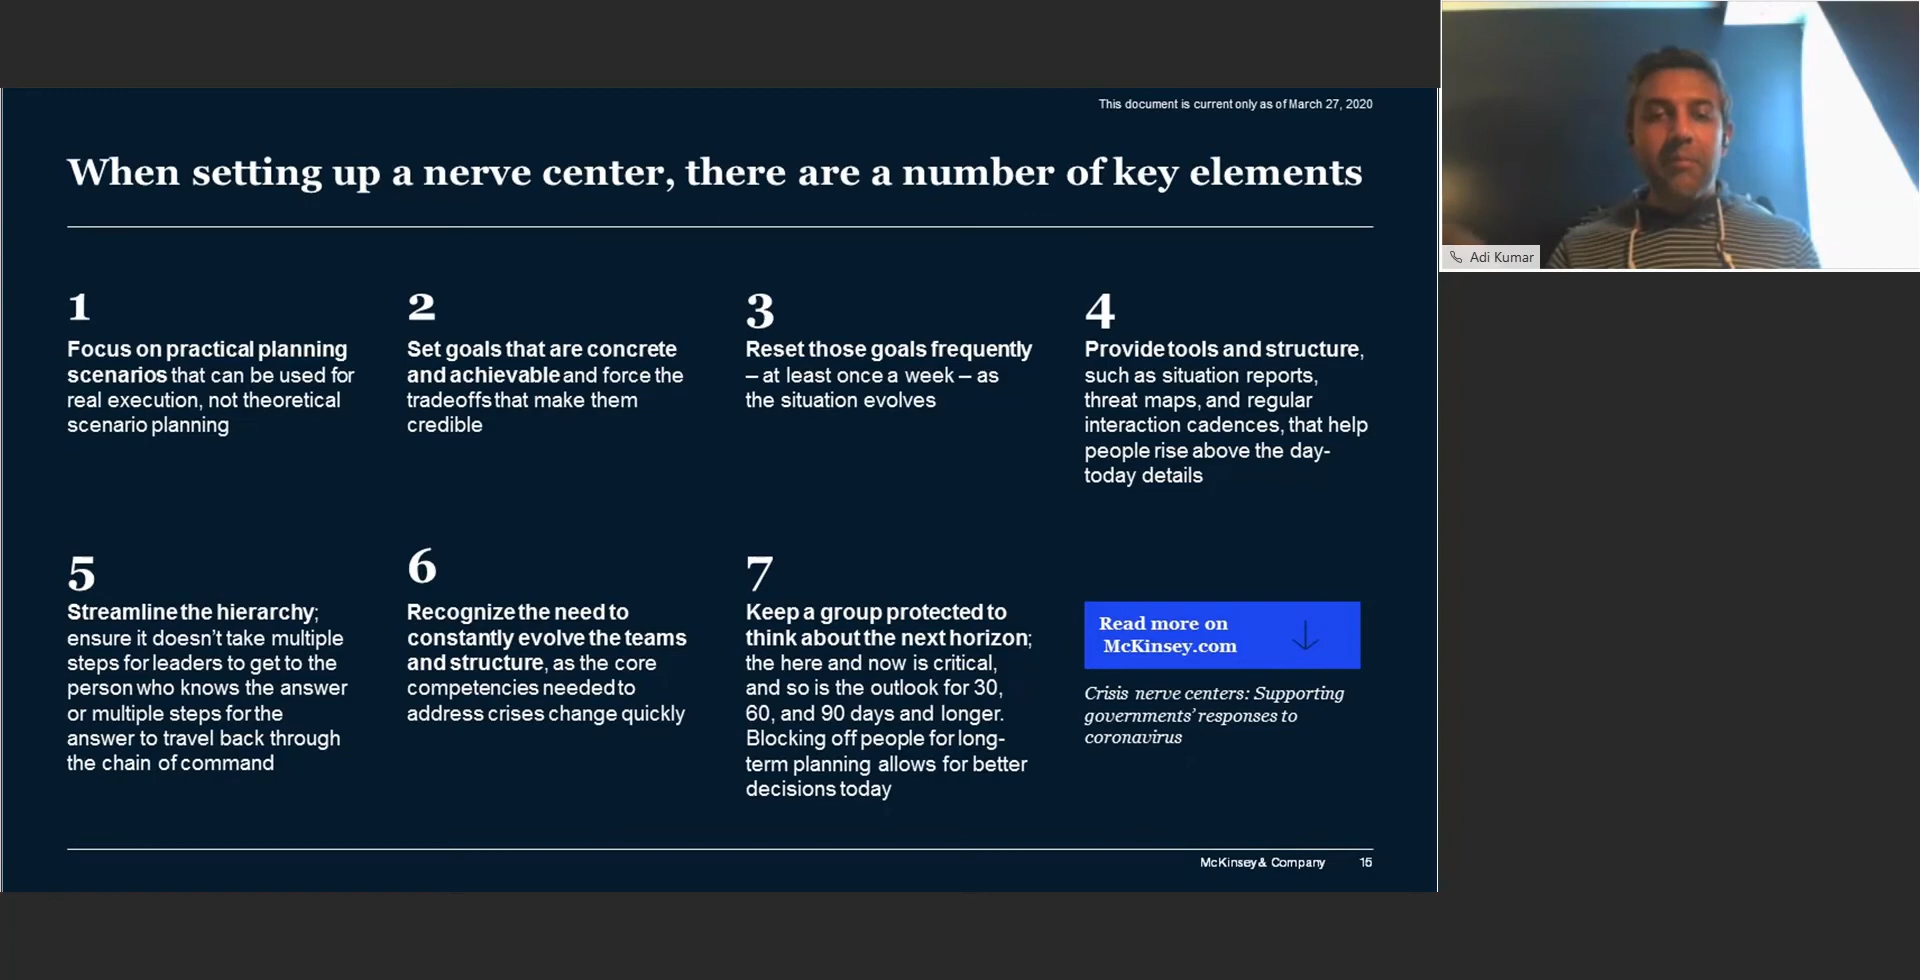 This document is current only as of March 27, 2020
When setting up a nerve center, there are a number of key elements
1
Focus on practical planning
scenarios that can be used for
real execution, not theoretical
scenario planning
2
Set goals that are concrete
and achievable and force the
tradeoffs that make them
credible
3
Reset those goals frequently
– at least once a week – as
the situation evolves
4
Provide tools and structure,
such as situation reports,
threat maps, and regular
interaction cadences, that help
people rise above the day-
today details
5
Streamline the hierarchy;
ensure it doesn't take multiple
steps for leaders to get to the
person who knows the answer
or multiple steps for the
answer to travel back through
the chain of command
6
Recognize the need to
constantly evolve the teams
and structure, as the core
competencies needed to
address crises change quickly
7
Keep a group protected to
think about the next horizon;
the here and now is critical,
and so is the outlook for 30,
60, and 90 days and longer.
Blocking off people for long-
term planning allows for better
decisions today
Read more on
McKinsey.com
Crisis nerve centers: Supporting
governments' responses to
coronavirus
McKinsey & Company 15
Adi Kumar